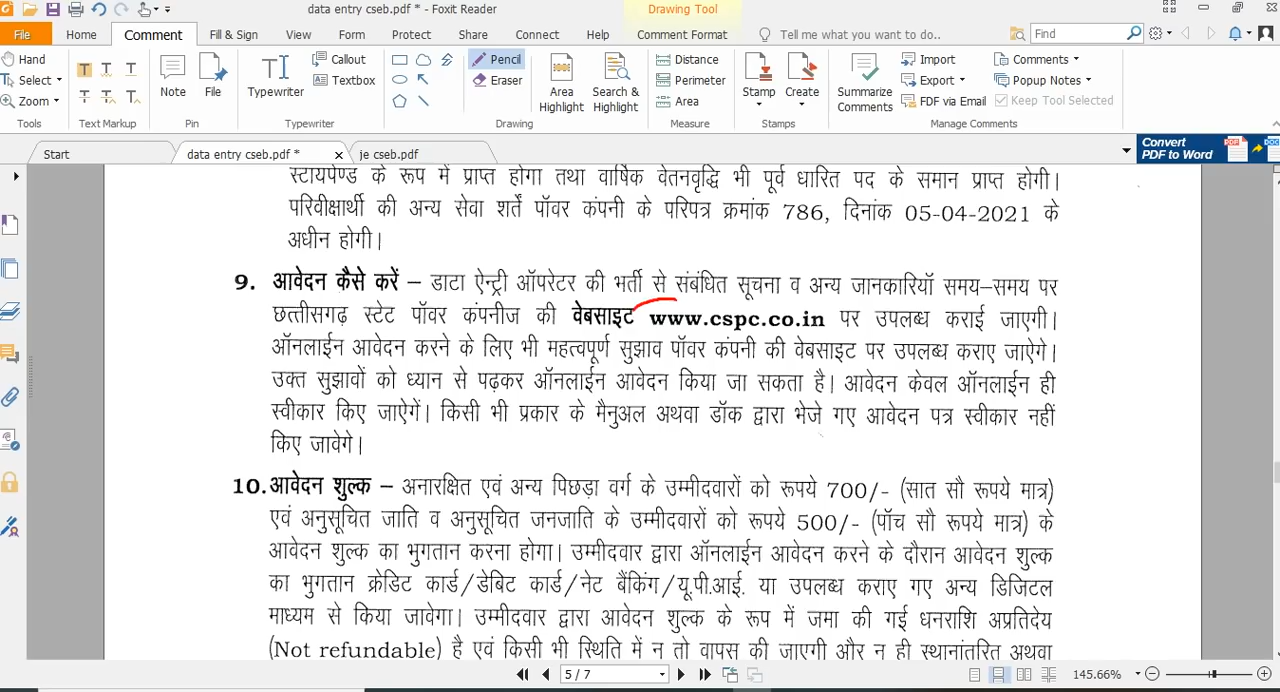 data entry cseb.pdf * - Foxit Reader
Drawing Tool
File Home Comment Fill & Sign View Form Protect Share Connect Help Comment Format Tell me what you want to do.. Find
Hand
Select
Zoom
Tools
Text Markup
Note
File
Pin
Typewriter
Callout
Textbox
Typewriter
Pencil
Eraser
Area Highlight
Search & Highlight
Drawing
Distance
Perimeter
Area
Measure
Stamp
Create
Stamps
Summarize Comments
Import
Export
FDF via Email
Comments
Popup Notes
Keep Tool Selected
Manage Comments
Start
data entry cseb.pdf *
je cseb.pdf
Convert
PDF to Word
स्टायपेण्ड के रूप में प्राप्त होगा तथा वार्षिक वेतनवृद्धि भी पूर्व धारित पद के समान प्राप्त होगी।
परिवीक्षार्थी की अन्य सेवा शर्तें पॉवर कंपनी के परिपत्र क्रमांक 786, दिनांक 05-04-2021 के
अधीन होगी।
9. आवेदन कैसे करें – डाटा ऐन्ट्री ऑपरेटर की भर्ती से संबंधित सूचना व अन्य जानकारियॉ समय–समय पर
छत्तीसगढ़ स्टेट पॉवर कंपनीज की वेबसाइट www.cspc.co.in पर उपलब्ध कराई जाएगी।
ऑनलाईन आवेदन करने के लिए भी महत्वपूर्ण सुझाव पॉवर कंपनी की वेबसाइट पर उपलब्ध कराए जाऐगे।
उक्त सुझावों को ध्यान से पढ़कर ऑनलाईन आवेदन किया जा सकता है। आवेदन केवल ऑनलाईन ही
स्वीकार किए जाऐगें। किसी भी प्रकार के मैनुअल अथवा डॉक द्वारा भेजे गए आवेदन पत्र स्वीकार नहीं
किए जावेगे।
10. आवेदन शुल्क – अनारक्षित एवं अन्य पिछड़ा वर्ग के उम्मीदवारों को रूपये 700/- (सात सौ रूपये मात्र)
एवं अनुसूचित जाति व अनुसूचित जनजाति के उम्मीदवारों को रूपये 500/- (पॉच सौ रूपये मात्र) के
आवेदन शुल्क का भुगतान करना होगा। उम्मीदवार द्वारा ऑनलाईन आवेदन करने के दौरान आवेदन शुल्क
का भुगतान क्रेडिट कार्ड/डेबिट कार्ड/नेट बैंकिंग/यू.पी.आई. या उपलब्ध कराए गए अन्य डिजिटल
माध्यम से किया जावेगा। उम्मीदवार द्वारा आवेदन शुल्क के रूप में जमा की गई धनराशि अप्रतिदेय
(Not refundable) है एवं किसी भी स्थिति में न तो वापस की जाएगी और न ही स्थानांतरित अथवा
5 / 7
145.66%